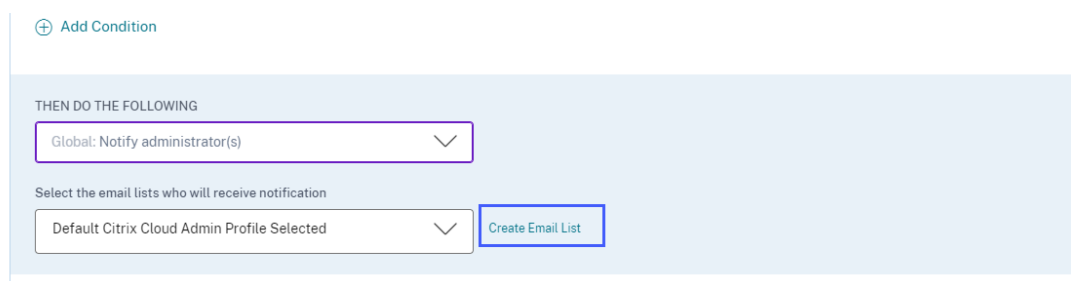 Add Condition
THEN DO THE FOLLOWING
Global: Notify administrator(s)
Select the email lists who will receive notification
Default Citrix Cloud Admin Profile Selected
Create Email List